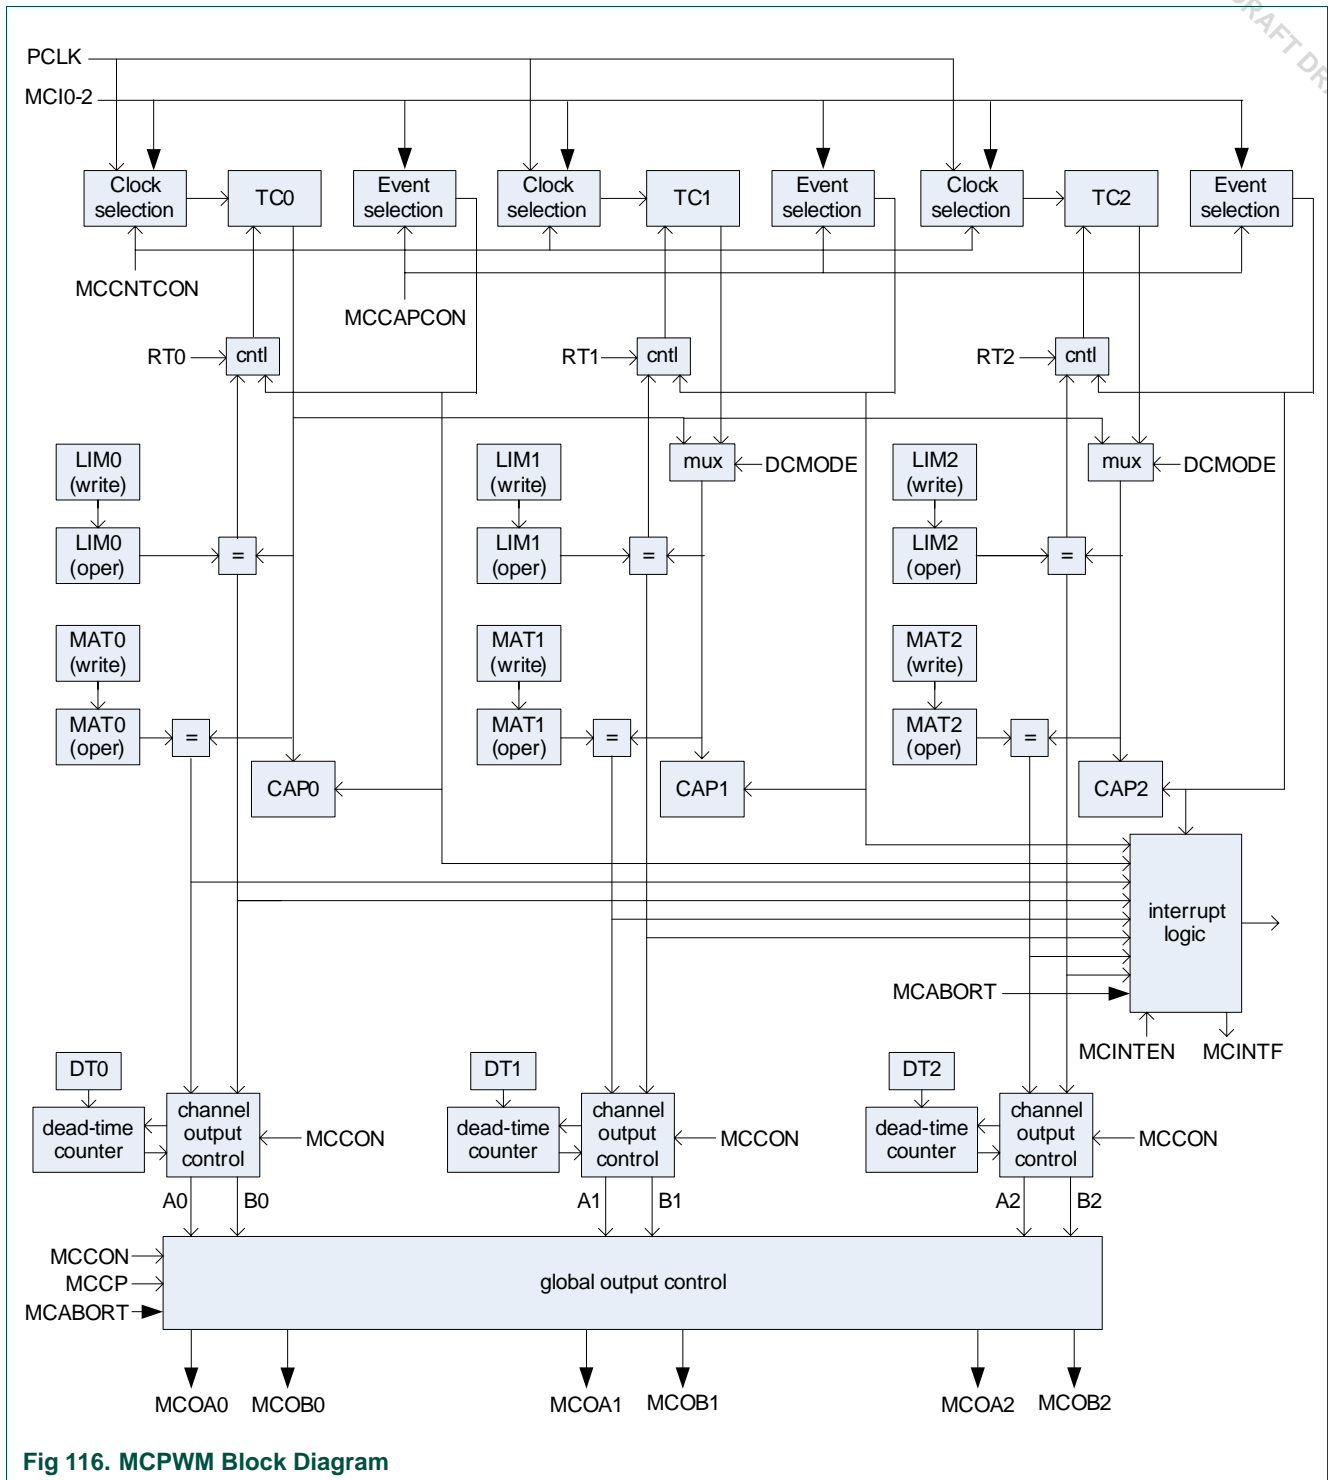 DRAFT DRA
PCLK
MCI0-2
Clock
selection
TC0
Event
selection
Clock
selection
TC1
Event
selection
Clock
selection
TC2
Event
selection
MCCNTCON
MCCAPCON
RT0
cntl
RT1
cntl
RT2
cntl
LIM0
(write)
LIM1
(write)
mux
DCMODE
LIM2
(write)
mux
DCMODE
LIM0
(oper)
=
LIM1
(oper)
=
LIM2
(oper)
=
MAT0
(write)
MAT1
(write)
MAT2
(write)
MAT0
(oper)
=
MAT1
(oper)
=
MAT2
(oper)
=
CAP0
CAP1
CAP2
interrupt
logic
MCABORT
MCINTEN
MCINTF
DT0
DT1
DT2
dead-time
counter
channel
output
control
MCCON
dead-time
counter
channel
output
control
MCCON
dead-time
counter
channel
output
control
MCCON
A0
B0
A1
B1
A2
B2
MCCON
MCCP
MCABORT
global output control
MCOA0
MCOB0
MCOA1
MCOB1
MCOA2
MCOB2
Fig 116. MCPWM Block Diagram